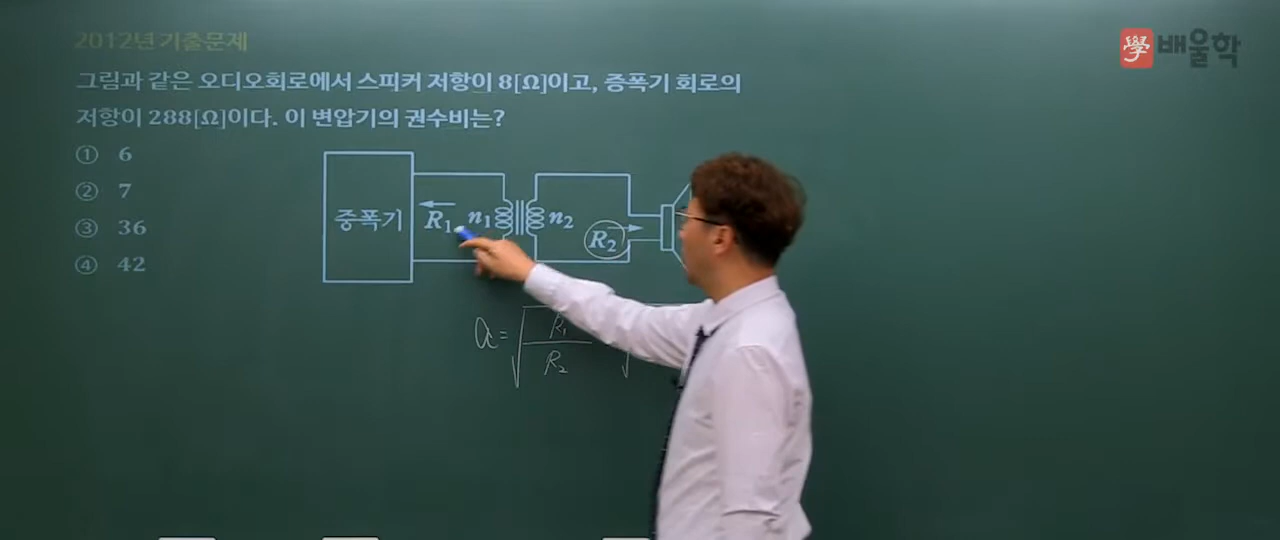 2012년 기출문제
學 배울학
그림과 같은 오디오회로에서 스피커 저항이 8[Ω]이고, 증폭기 회로의
저항이 288[Ω]이다. 이 변압기의 권수비는?
① 6
② 7
③ 36
④ 42
증폭기
R₁ n₁ n₂ R₂
a = √ R₁
R₂